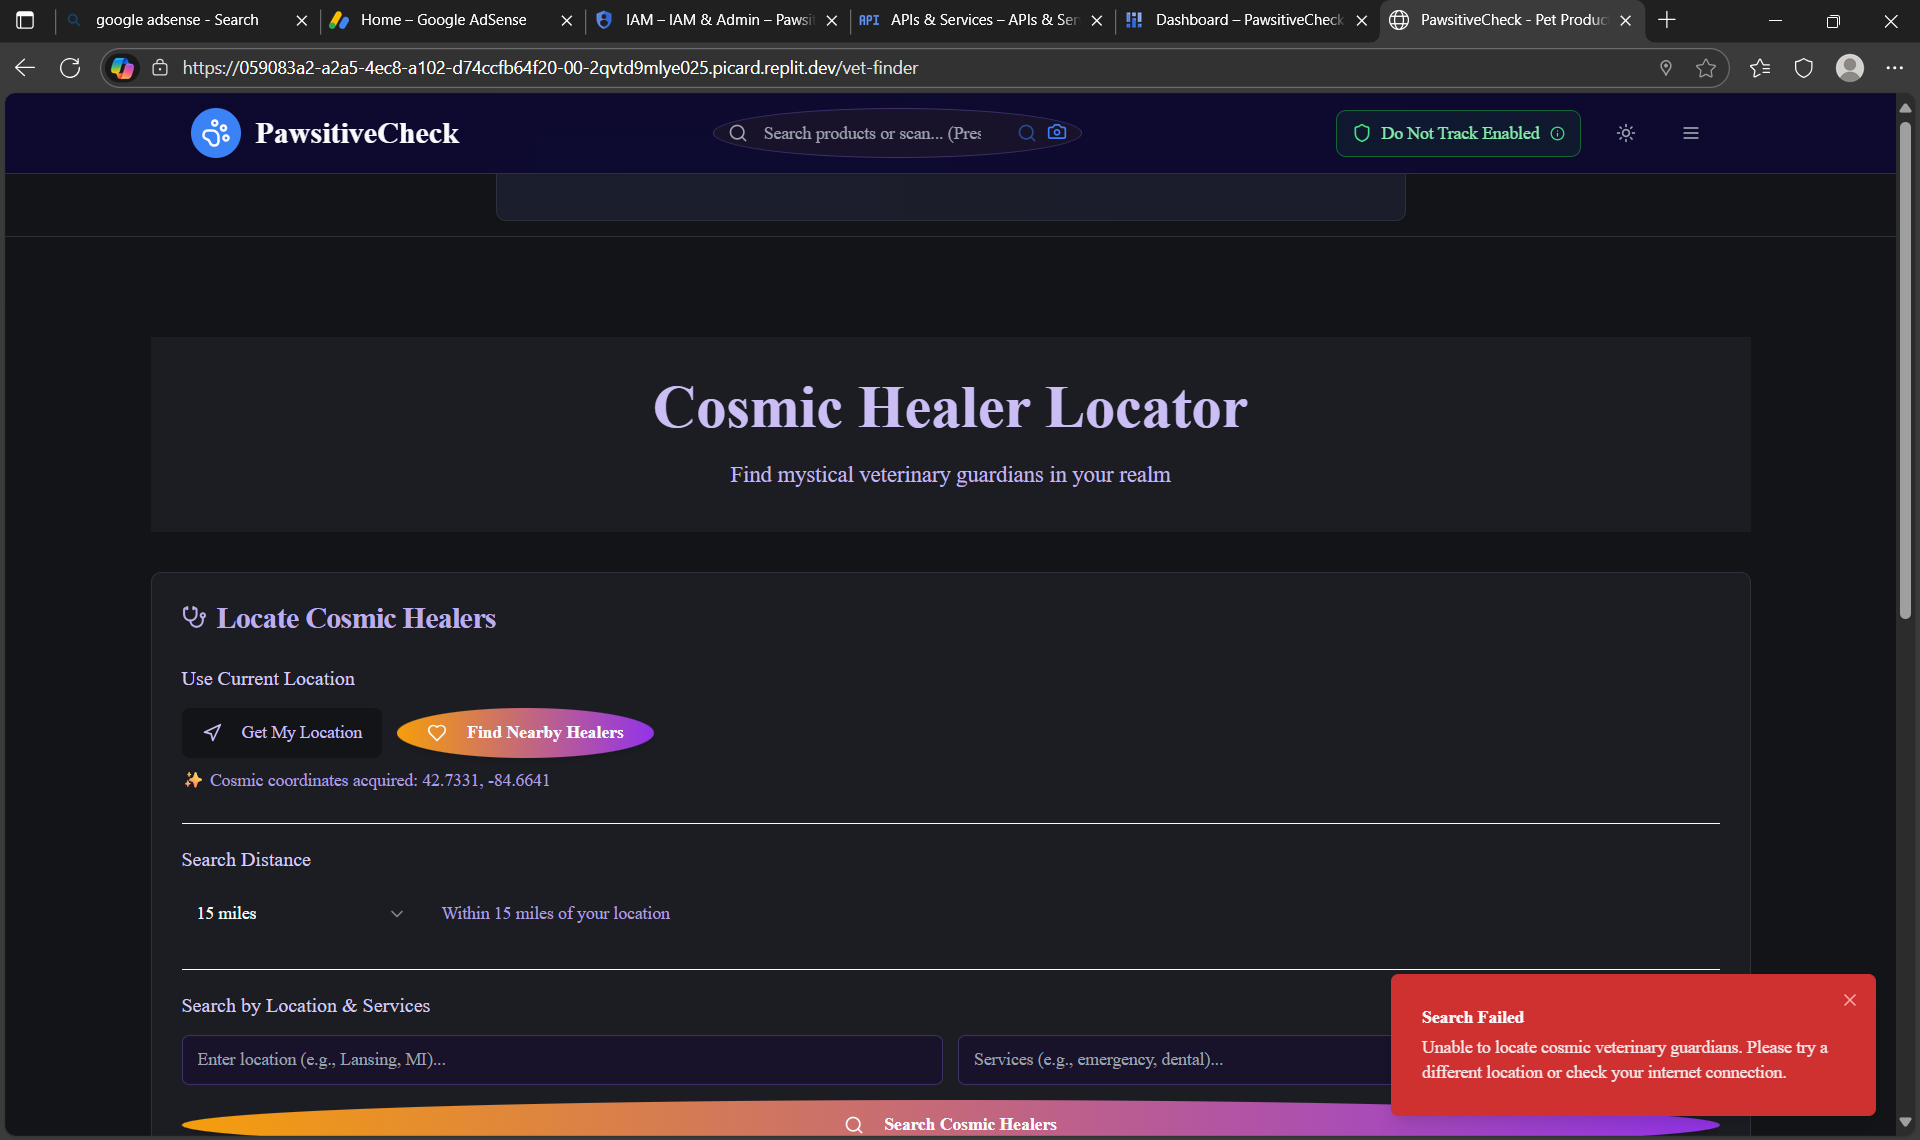 google adsense - Search
Home – Google AdSense
IAM – IAM & Admin – Pawsit
APIs & Services – APIs & Ser
Dashboard – PawsitiveCheck
PawsitiveCheck - Pet Produc
https://059083a2-a2a5-4ec8-a102-d74ccfb64f20-00-2qvtd9mlye025.picard.replit.dev/vet-finder
PawsitiveCheck
Search products or scan... (Pres
Do Not Track Enabled
Cosmic Healer Locator
Find mystical veterinary guardians in your realm
Locate Cosmic Healers
Use Current Location
Get My Location
Find Nearby Healers
✨ Cosmic coordinates acquired: 42.7331, -84.6641
Search Distance
15 miles
Within 15 miles of your location
Search by Location & Services
Enter location (e.g., Lansing, MI)...
Services (e.g., emergency, dental)...
Search Cosmic Healers
Search Failed
Unable to locate cosmic veterinary guardians. Please try a
different location or check your internet connection.